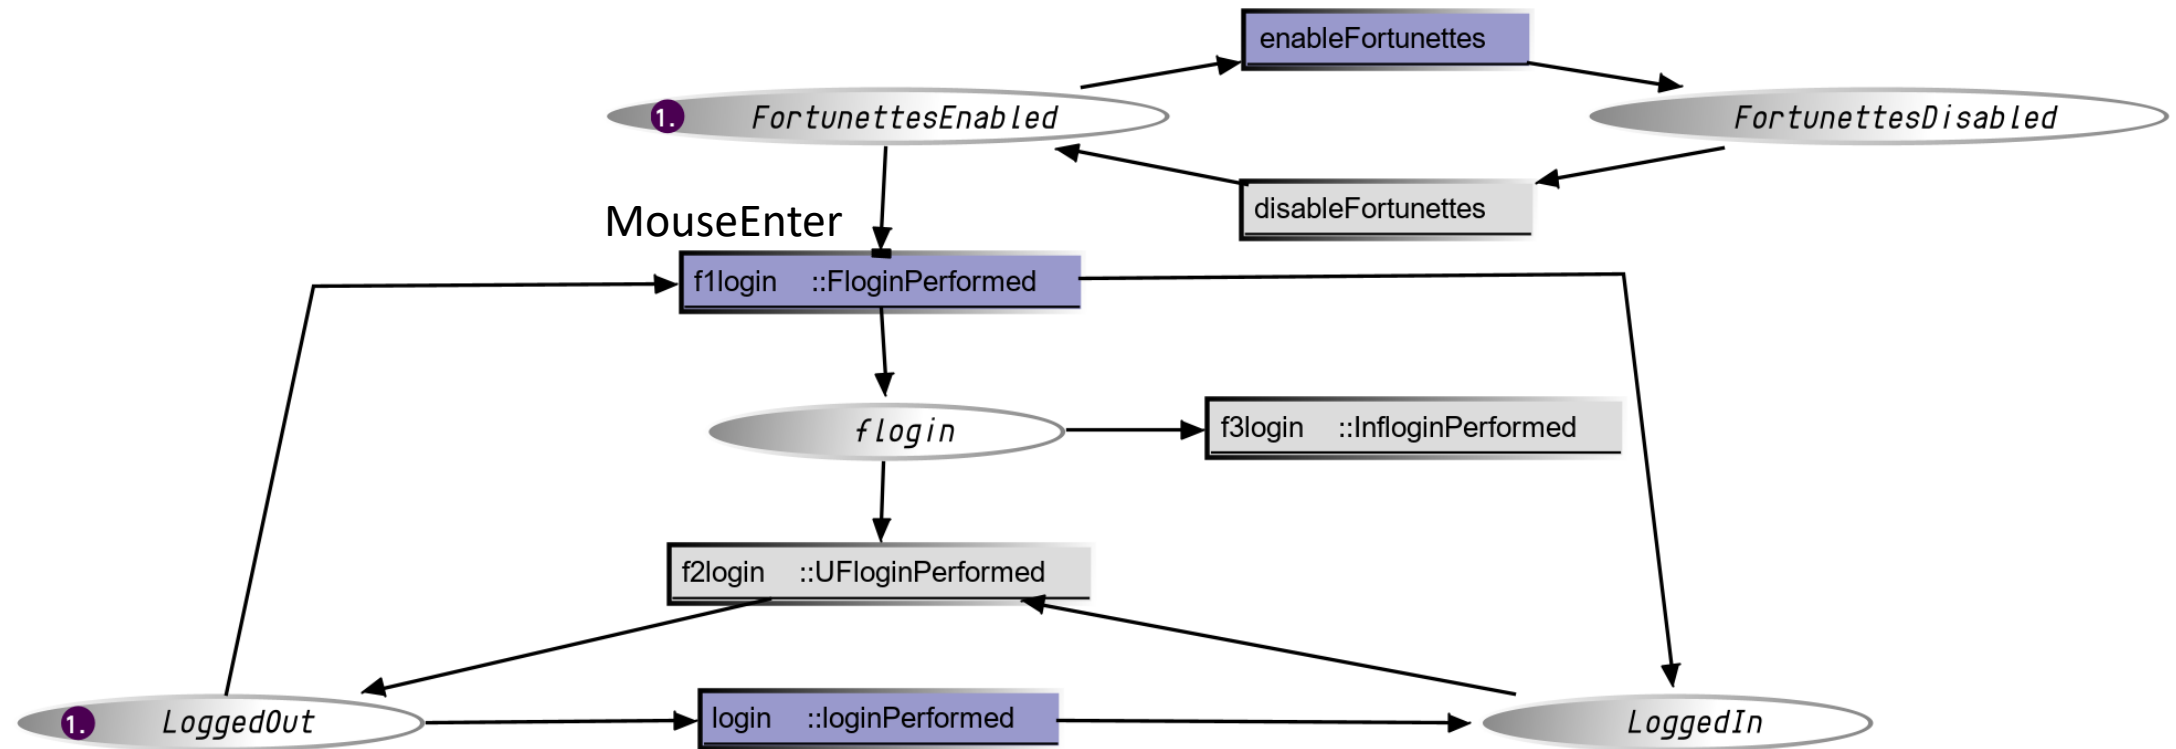 enableFortunettes
1. FortunettesEnabled
FortunettesDisabled
disableFortunettes
MouseEnter
f1login ::FloginPerformed
flogin
f3login ::InfloginPerformed
f2login ::UFloginPerformed
1. LoggedOut
login ::loginPerformed
LoggedIn